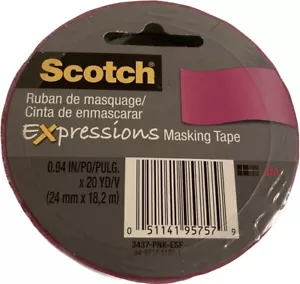 Scotch
Ruban de masquage/
Cinta de enmascarar
Expressions Masking Tape
0.94 IN/PO/PULG.
x 20 YD/V
(24 mm x 18,2 m)
0 51141 95757 9
3437-PNK-ESF